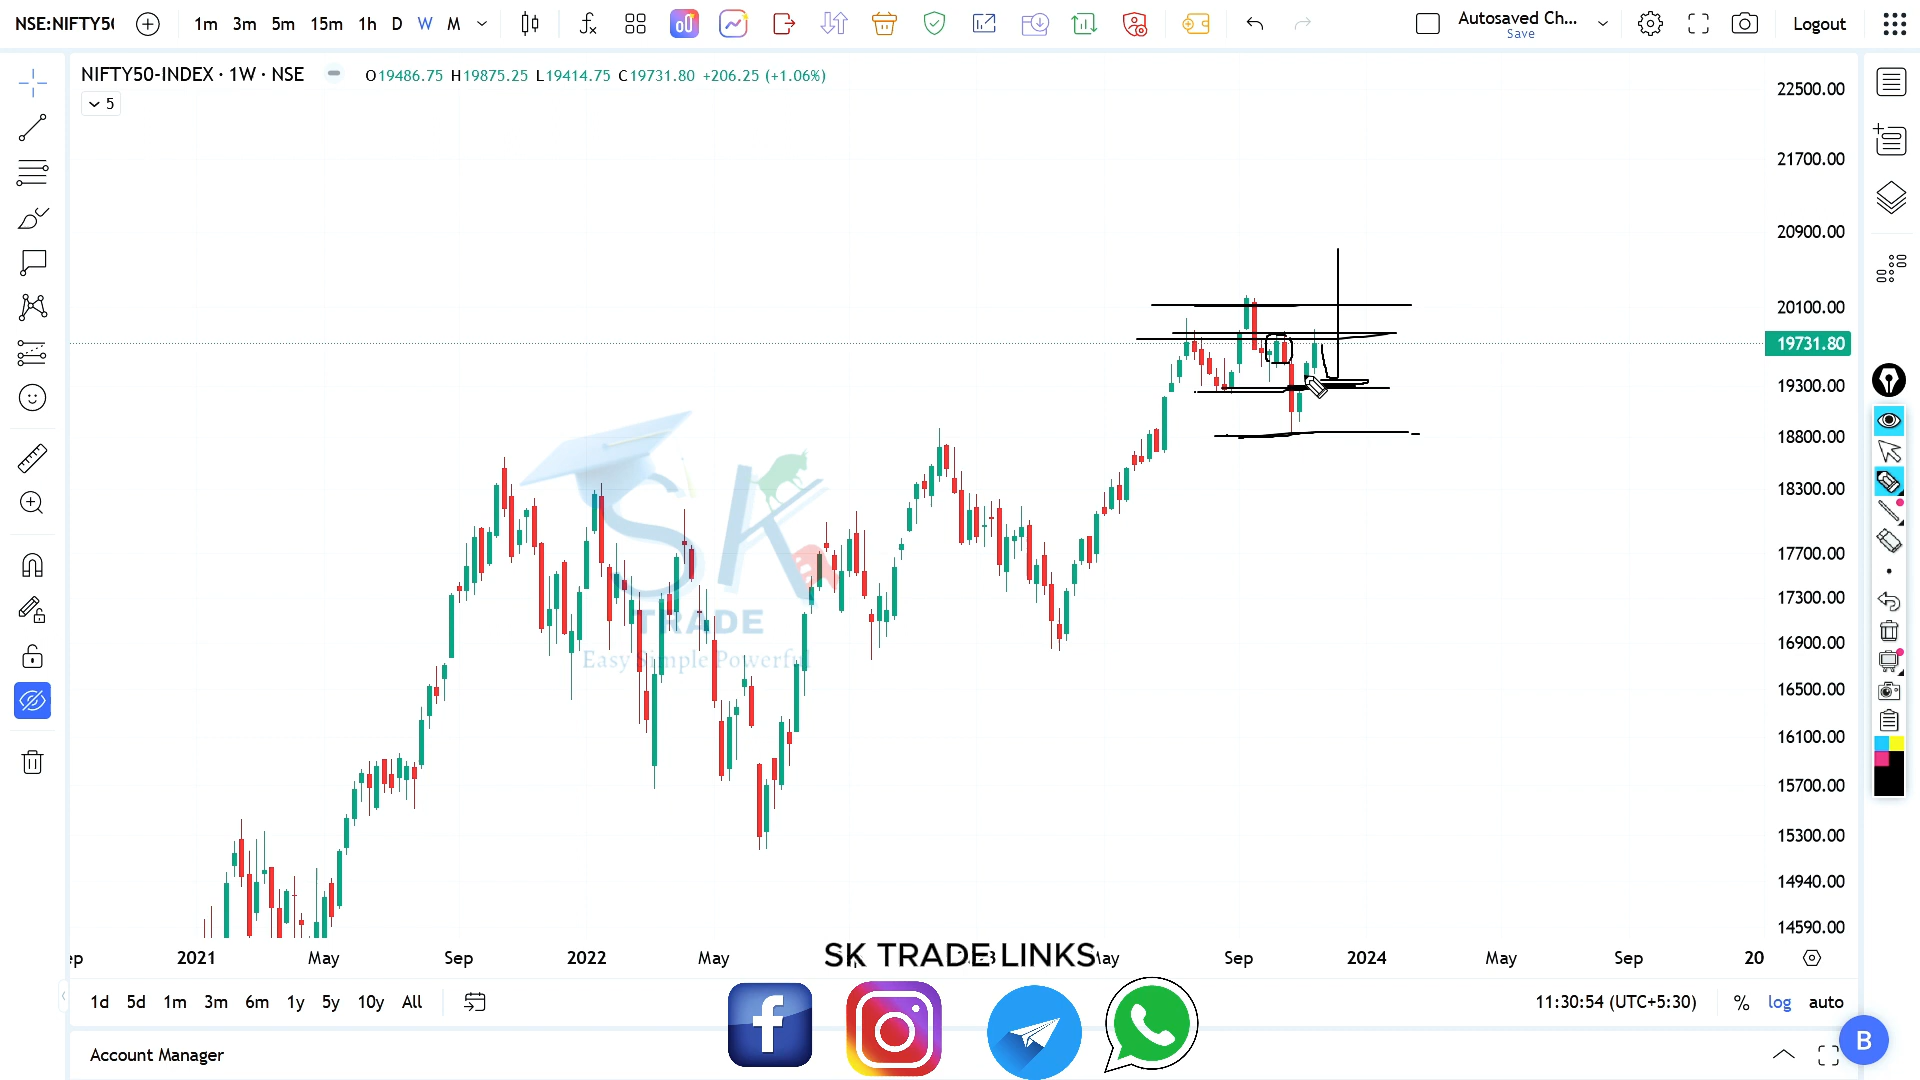 NSE:NIFTY5
1m 3m 5m 15m 1h D W M
Autosaved Ch...
Save
Logout
NIFTY50-INDEX · 1W · NSE
O19486.75 H19875.25 L19414.75 C19731.80 +206.25 (+1.06%)
5
22500.00
21700.00
20900.00
20100.00
19731.80
19300.00
18800.00
18300.00
17700.00
17300.00
16900.00
16500.00
16100.00
15700.00
15300.00
14940.00
14590.00
SK
TRADE
Easy Simple Powerful
2021 May Sep 2022 May Sep 2024 May Sep 20
SK TRADE LINKS
1d 5d 1m 3m 6m 1y 5y 10y All
11:30:54 (UTC+5:30) % log auto
Account Manager
B